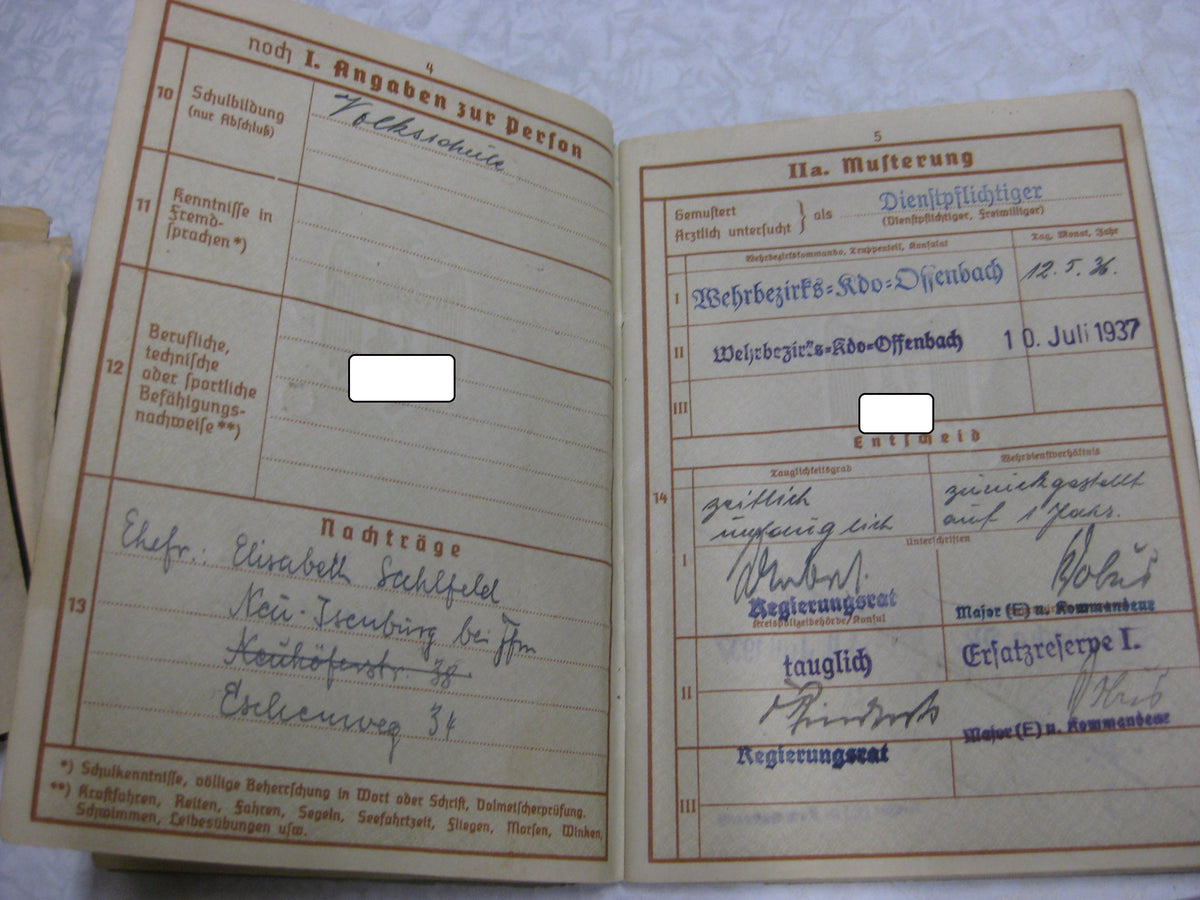 4
noch I. Angaben zur Person
10
Schulbildung
(nur Abschluß)
Volksschule
11
Kenntnisse in
Fremd-
sprachen*)
12
Berufliche,
technische
oder sportliche
Befähigungs-
nachweise**)
Nachträge
13
Ehefr.: Elisabeth Sahlfeld
Neu-Isenburg bei Ffm
Neuhöferstr. 38
Eschenweg 34
*) Schulkenntnisse, völlige Beherrschung in Wort oder Schrift, Dolmetscherprüfung.
**) Kraftfahren, Reiten, Fahren, Segeln, Seefahrtzeit, Fliegen, Morsen, Winken,
Schwimmen, Leibesübungen usw.
5
IIa. Musterung
Gemustert
Ärztlich untersucht } als Dienstpflichtiger
(Dienstpflichtiger, Freiwilliger)
Wehrbezirkskommando, Truppenteil, Konsulat
Tag, Monat, Jahr
I Wehrbezirks-Kdo-Offenbach 12.5.36.
II Wehrbezirks-Kdo-Offenbach 10. Juli 1937
III
Entscheid
14
Tauglichkeitsgrad
Wehrdienstverhältnis
zeitlich
untauglich
zurückgestellt
auf 1 Jahr.
Unterschriften
I
Regierungsrat
Kreispolizeibehörde/Konsul
Major (E) u. Kommandeur
II
tauglich
Ersatzreserve I.
Regierungsrat
Major (E) u. Kommandeur
III